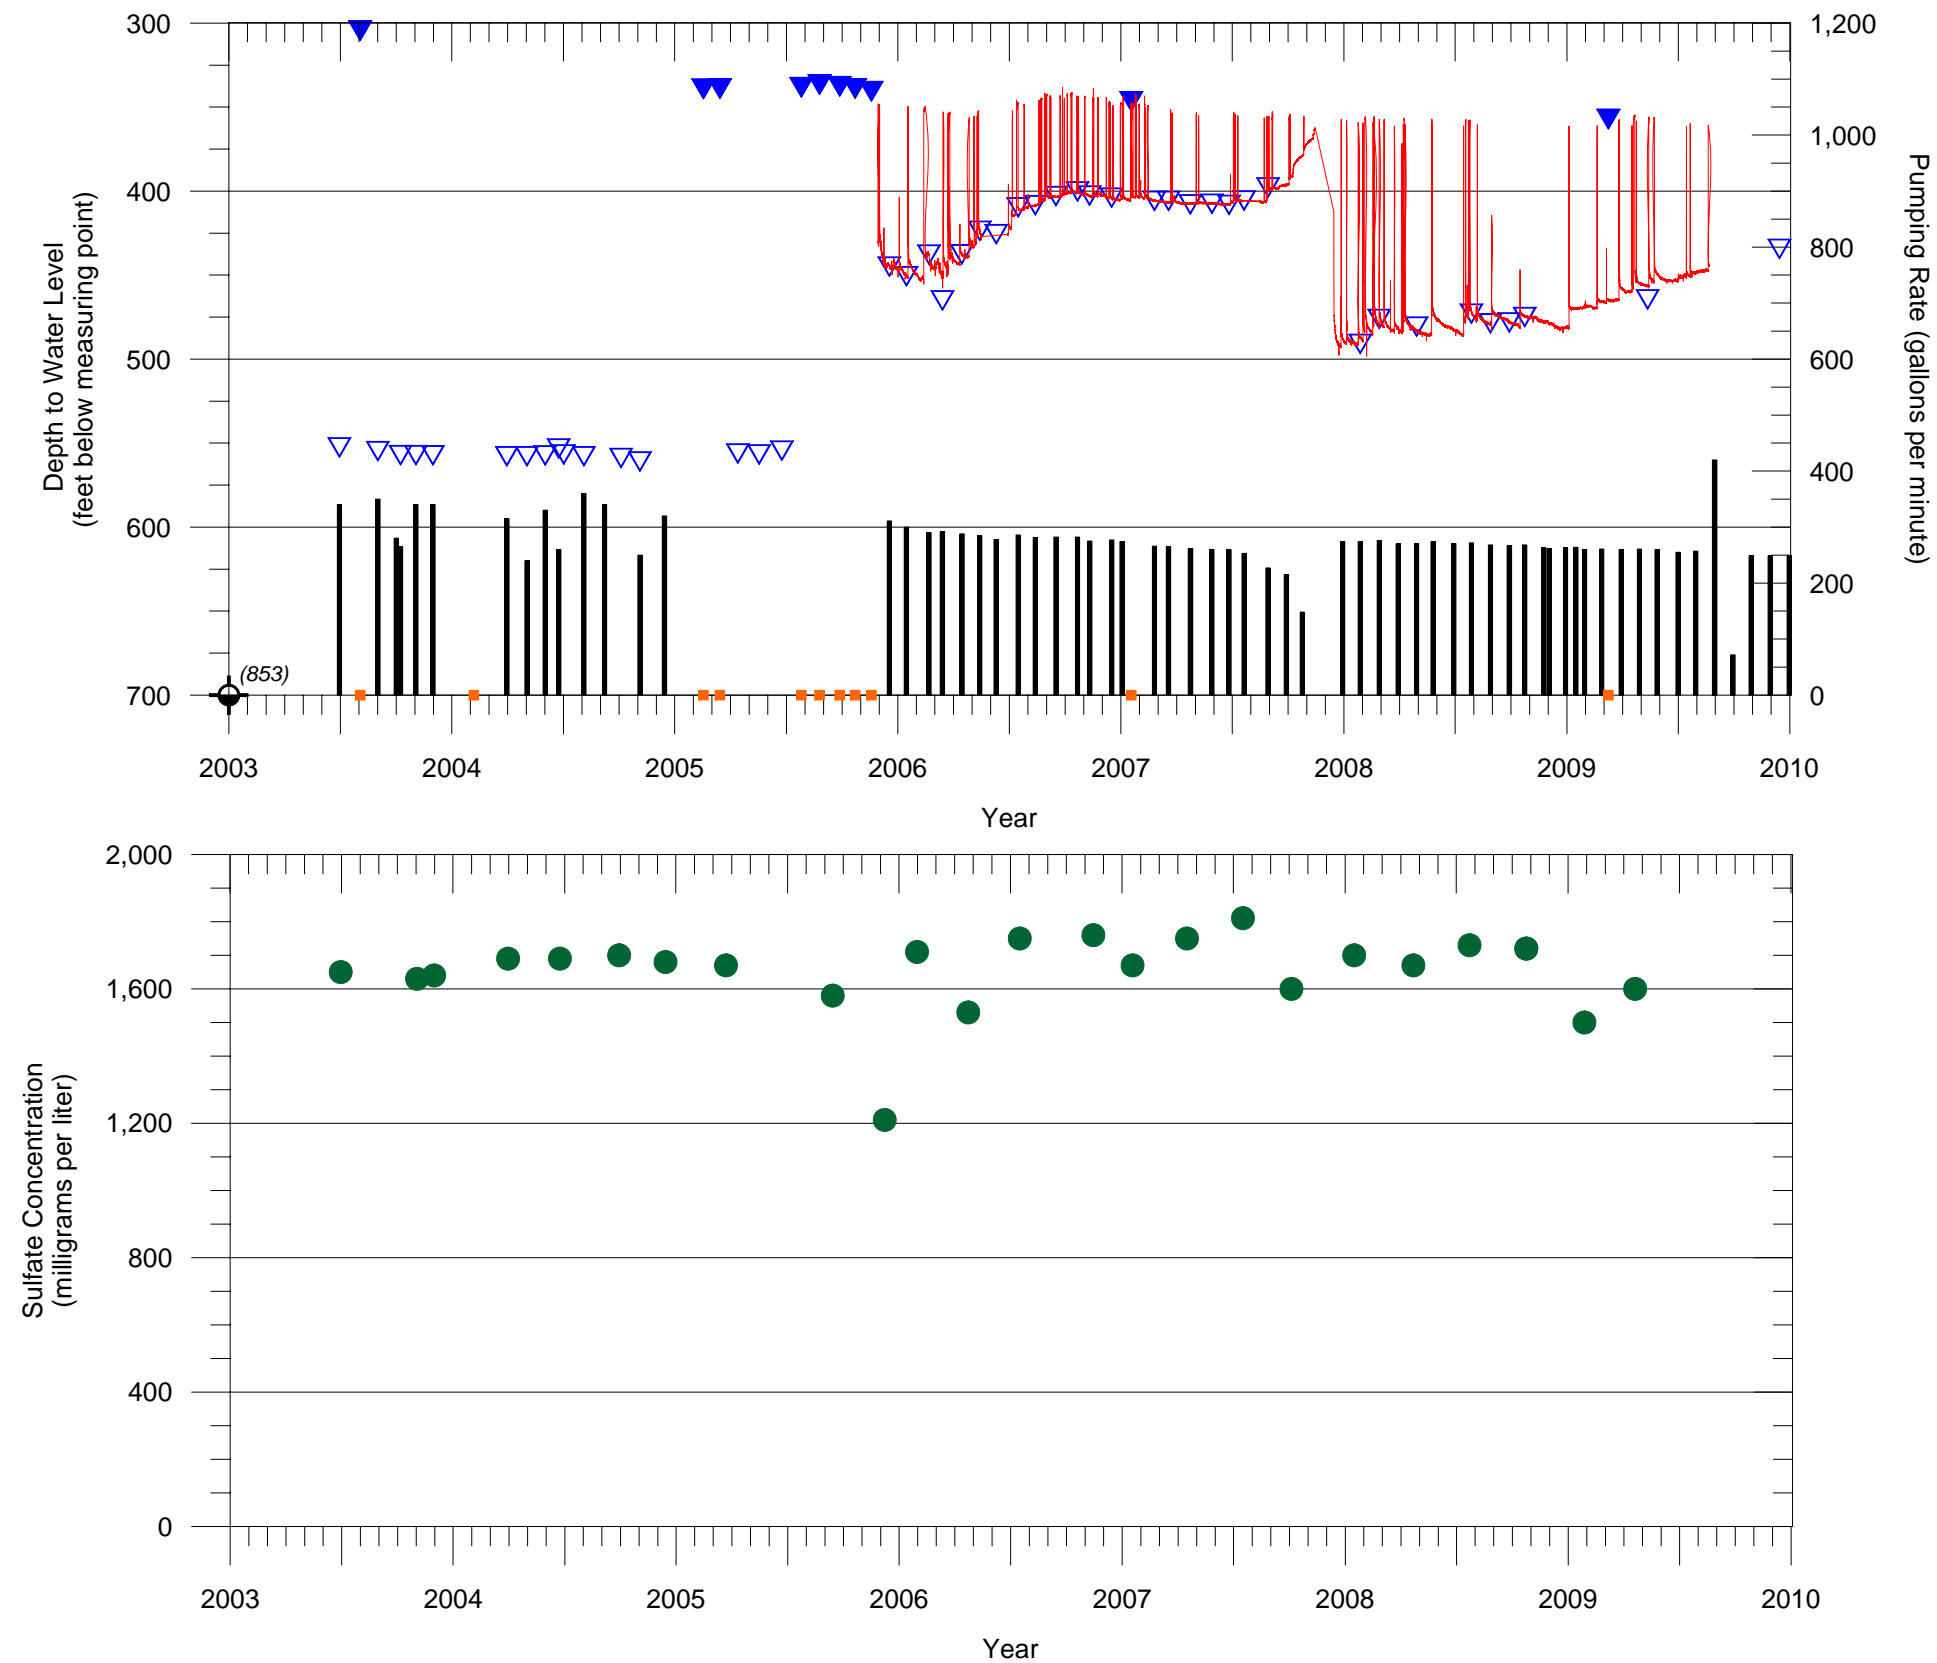 300
400
500
600
700
Depth to Water Level
(feet below measuring point)
1,200
1,000
800
600
400
200
0
Pumping Rate (gallons per minute)
(853)
2003 2004 2005 2006 2007 2008 2009 2010
Year
2,000
1,600
1,200
800
400
0
Sulfate Concentration
(milligrams per liter)
2003 2004 2005 2006 2007 2008 2009 2010
Year